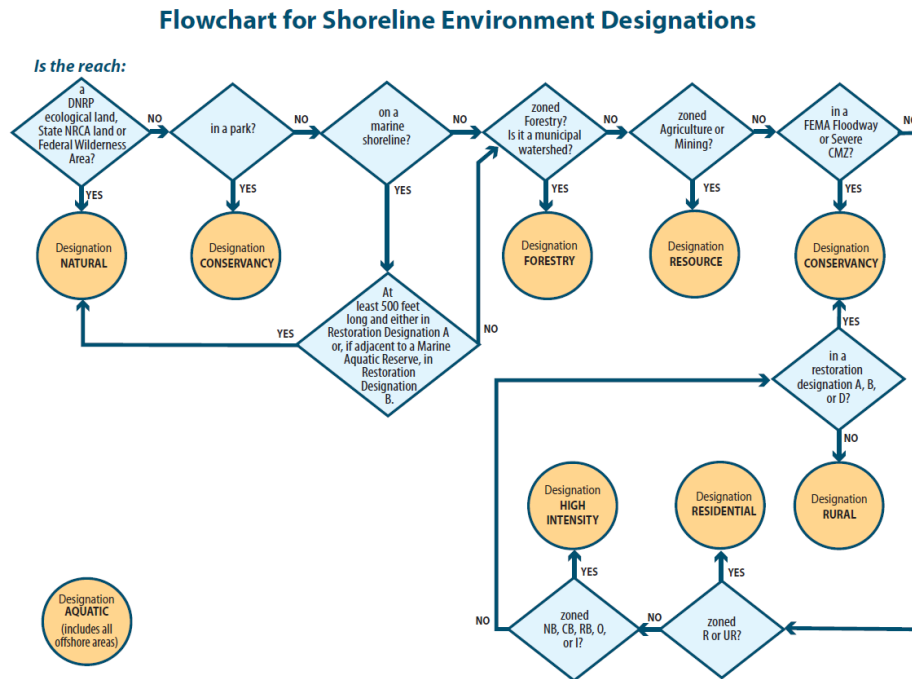 Flowchart for Shoreline Environment Designations
Is the reach:
a
DNRP
ecological land,
State NRCA land or
Federal Wilderness
Area?
NO
in a park?
NO
on a
marine
shoreline?
NO
zoned
Forestry?
Is it a municipal
watershed?
NO
zoned
Agriculture or
Mining?
NO
in a
FEMA Floodway
or Severe
CMZ?
NO
YES
YES
YES
YES
YES
YES
Designation
NATURAL
Designation
CONSERVANCY
Designation
FORESTRY
Designation
RESOURCE
Designation
CONSERVANCY
At
least 500 feet
long and either in
Restoration Designation A
or, if adjacent to a Marine
Aquatic Reserve, in
Restoration
Designation
B.
YES
NO
YES
in a
restoration
designation A, B,
or D?
NO
Designation
HIGH
INTENSITY
Designation
RESIDENTIAL
Designation
RURAL
YES
YES
Designation
AQUATIC
(includes all
offshore areas)
NO
zoned
NB, CB, RB, O,
or I?
NO
zoned
R or UR?